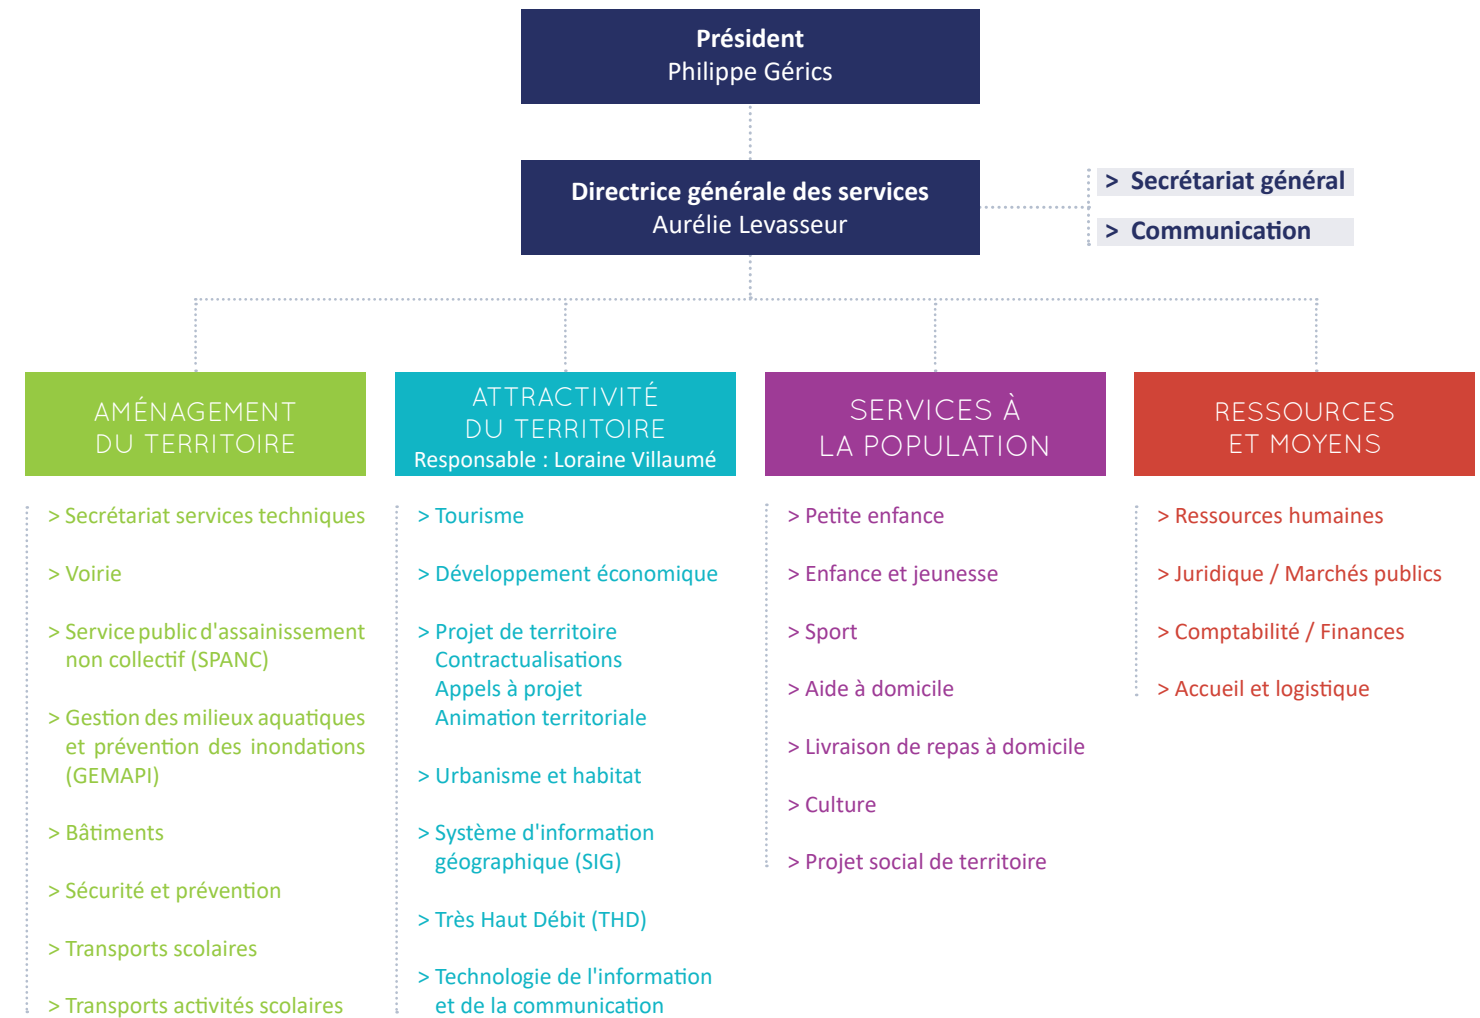 Président
Philippe Gérics
Directrice générale des services
Aurélie Levasseur
> Secrétariat général
> Communication
AMÉNAGEMENT
DU TERRITOIRE
> Secrétariat services techniques
> Voirie
> Service public d'assainissement
non collectif (SPANC)
> Gestion des milieux aquatiques
et prévention des inondations
(GEMAPI)
> Bâtiments
> Sécurité et prévention
> Transports scolaires
> Transports activités scolaires
ATTRACTIVITÉ
DU TERRITOIRE
Responsable : Loraine Villaumé
> Tourisme
> Développement économique
> Projet de territoire
Contractualisations
Appels à projet
Animation territoriale
> Urbanisme et habitat
> Système d'information
géographique (SIG)
> Très Haut Débit (THD)
> Technologie de l'information
et de la communication
SERVICES À
LA POPULATION
> Petite enfance
> Enfance et jeunesse
> Sport
> Aide à domicile
> Livraison de repas à domicile
> Culture
> Projet social de territoire
RESSOURCES
ET MOYENS
> Ressources humaines
> Juridique / Marchés publics
> Comptabilité / Finances
> Accueil et logistique